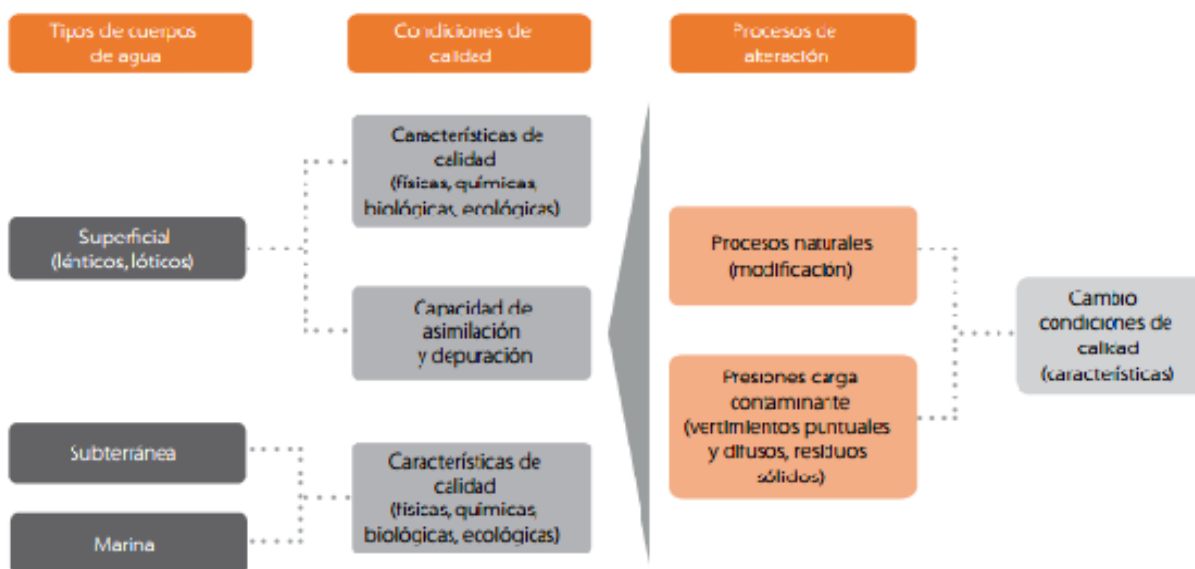 Tipos de cuerpos
de agua
Condiciones de
calidad
Procesos de
alteración
Características de
calidad
(físicas, químicas,
biológicas, ecológicas)
Superficial
(lénticos, lóticos)
Capacidad de
asimilación
y depuración
Procesos naturales
(modificación)
Cambio
condiciones de
calidad
(características)
Presiones carga
contaminante
(vertimientos puntuales
y difusos, residuos
sólidos)
Subterránea
Marina
Características de
calidad
(físicas, químicas,
biológicas, ecológicas)